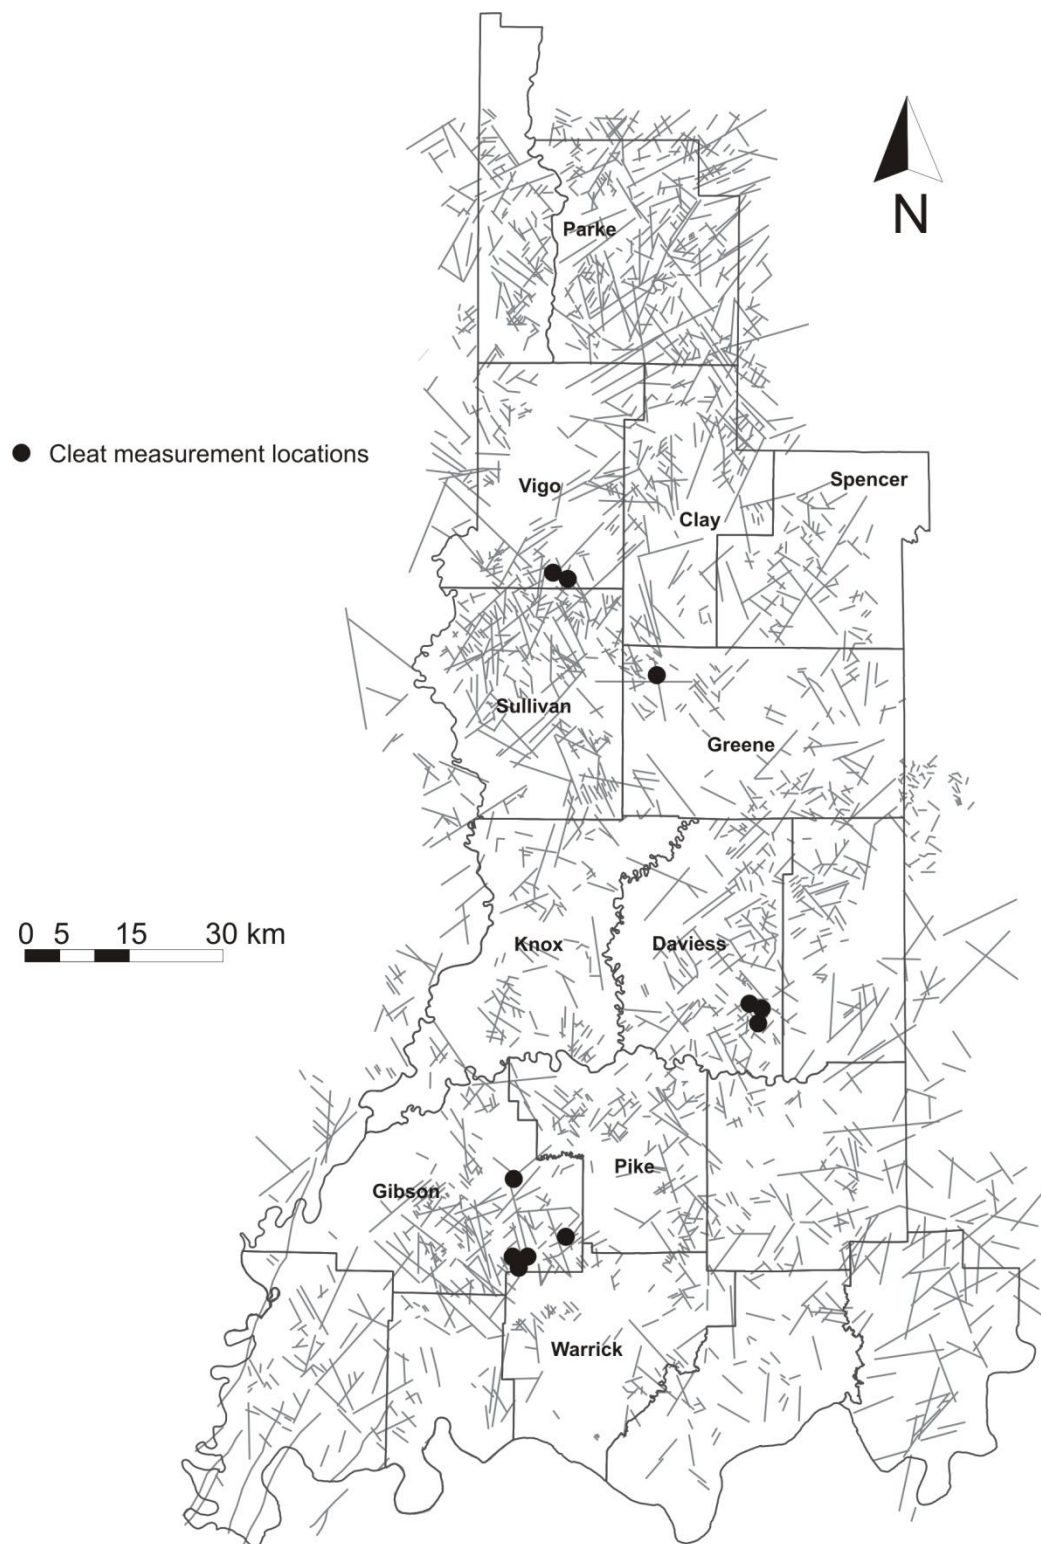 N
Parke
Cleat measurement locations
Vigo
Spencer
Clay
Sullivan
Greene
0 5 15 30 km
Knox
Daviess
Pike
Gibson
Warrick